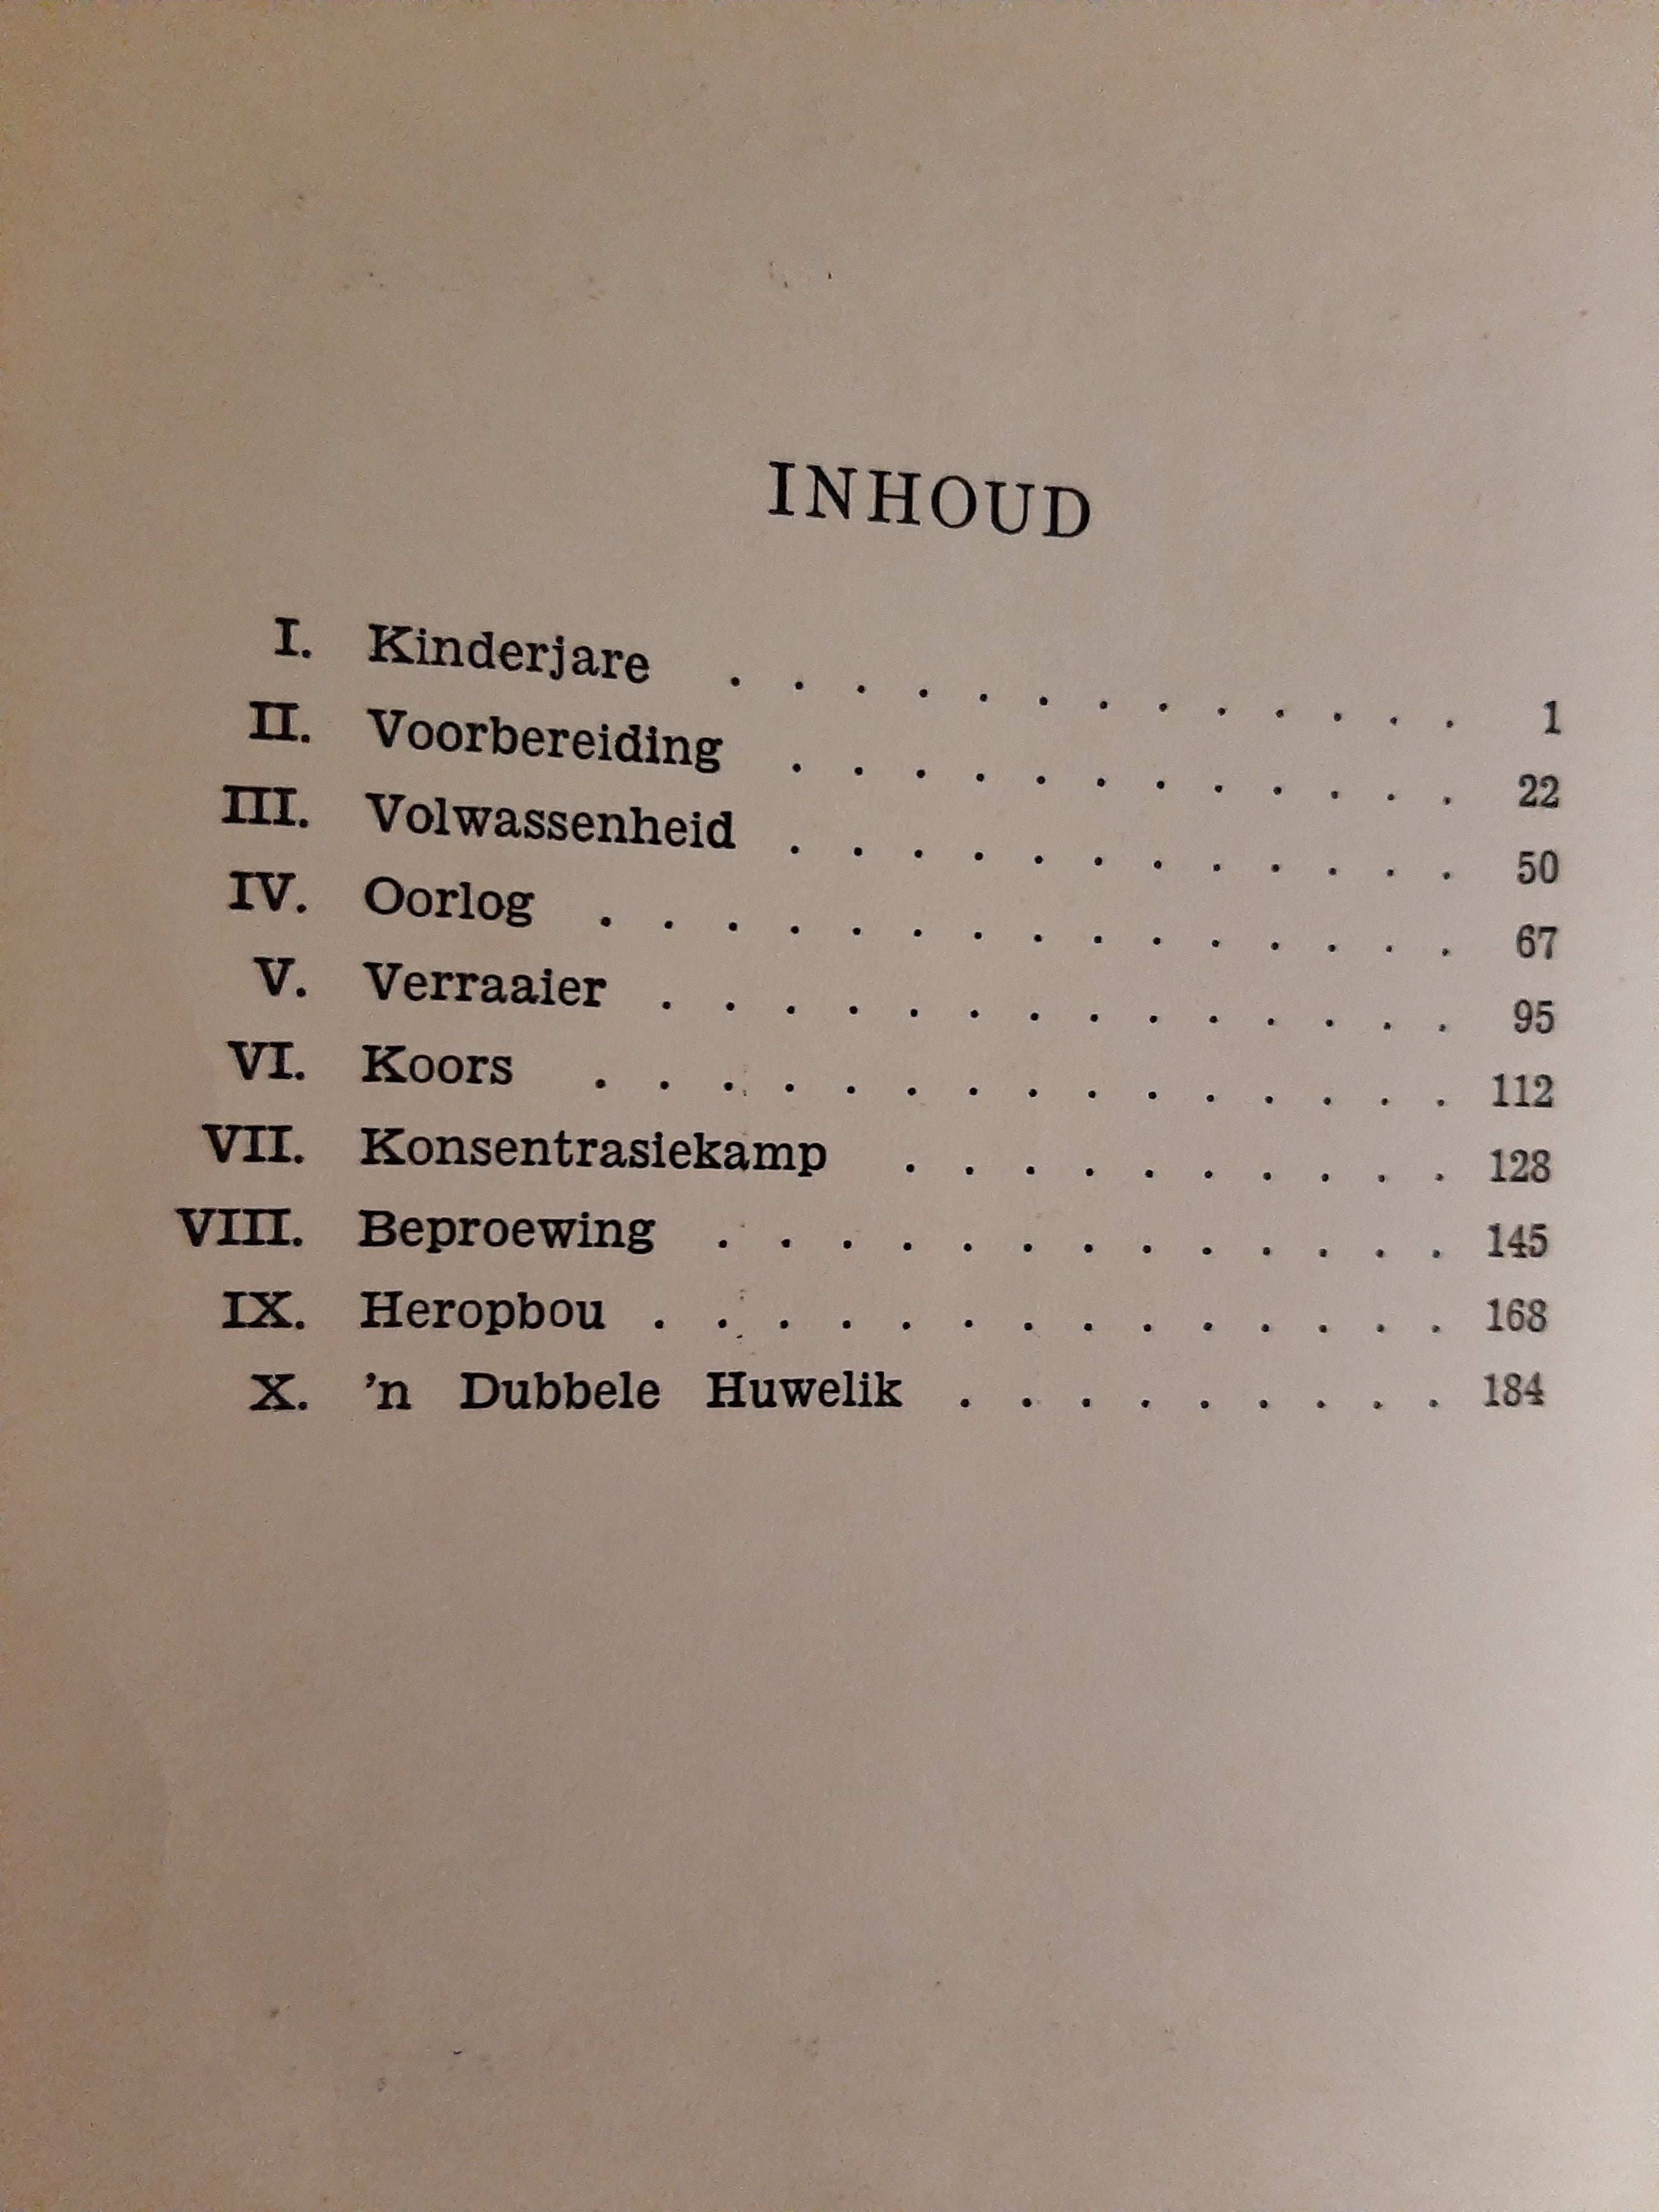 INHOUD
I. Kinderjare . . . . . . . . . . . . . 1
II. Voorbereiding . . . . . . . . . . . . 22
III. Volwassenheid . . . . . . . . . . . . 50
IV. Oorlog . . . . . . . . . . . . . . . 67
V. Verraaier . . . . . . . . . . . . . . 95
VI. Koors . . . . . . . . . . . . . . . 112
VII. Konsentrasiekamp . . . . . . . . . . 128
VIII. Beproewing . . . . . . . . . . . . . 145
IX. Heropbou . . . . . . . . . . . . . . 168
X. 'n Dubbele Huwelik . . . . . . . . . 184